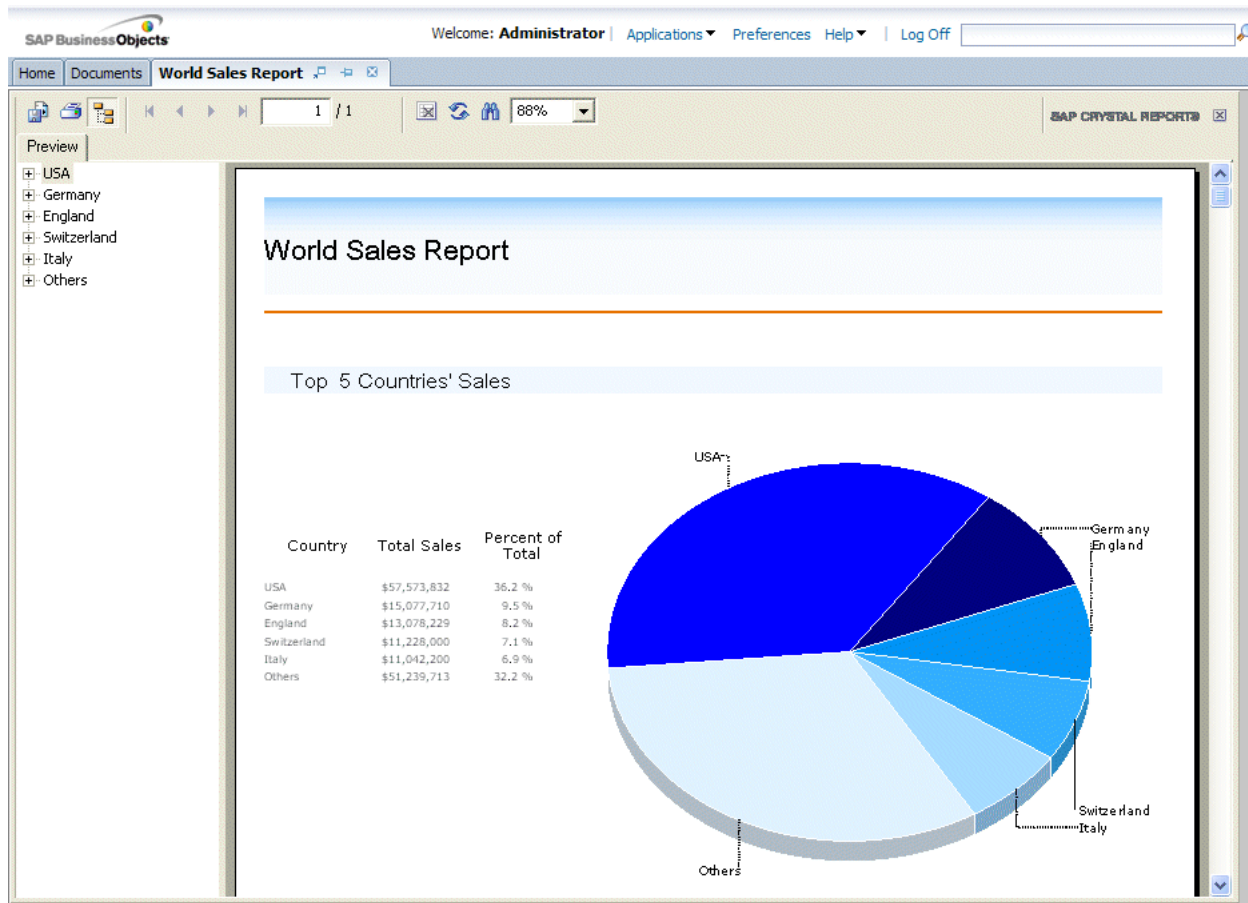 SAP BusinessObjects
Welcome: Administrator | Applications Preferences Help | Log Off
Home Documents World Sales Report
1 / 1 88% SAP CRYSTAL REPORTS
Preview
USA
Germany
England
Switzerland
Italy
Others
World Sales Report
Top 5 Countries' Sales
Country Total Sales Percent of Total
USA $57,573,832 36.2 %
Germany $15,077,710 9.5 %
England $13,078,229 8.2 %
Switzerland $11,228,000 7.1 %
Italy $11,042,200 6.9 %
Others $51,239,713 32.2 %
USA
Germany
England
Switzerland
Italy
Others